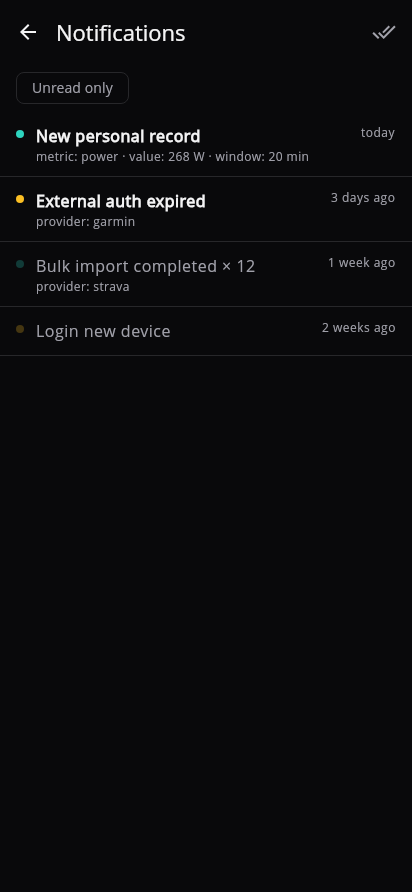 Notifications
Unread only
New personal record
today
metric: power · value: 268 W · window: 20 min
External auth expired
3 days ago
provider: garmin
Bulk import completed × 12
1 week ago
provider: strava
Login new device
2 weeks ago